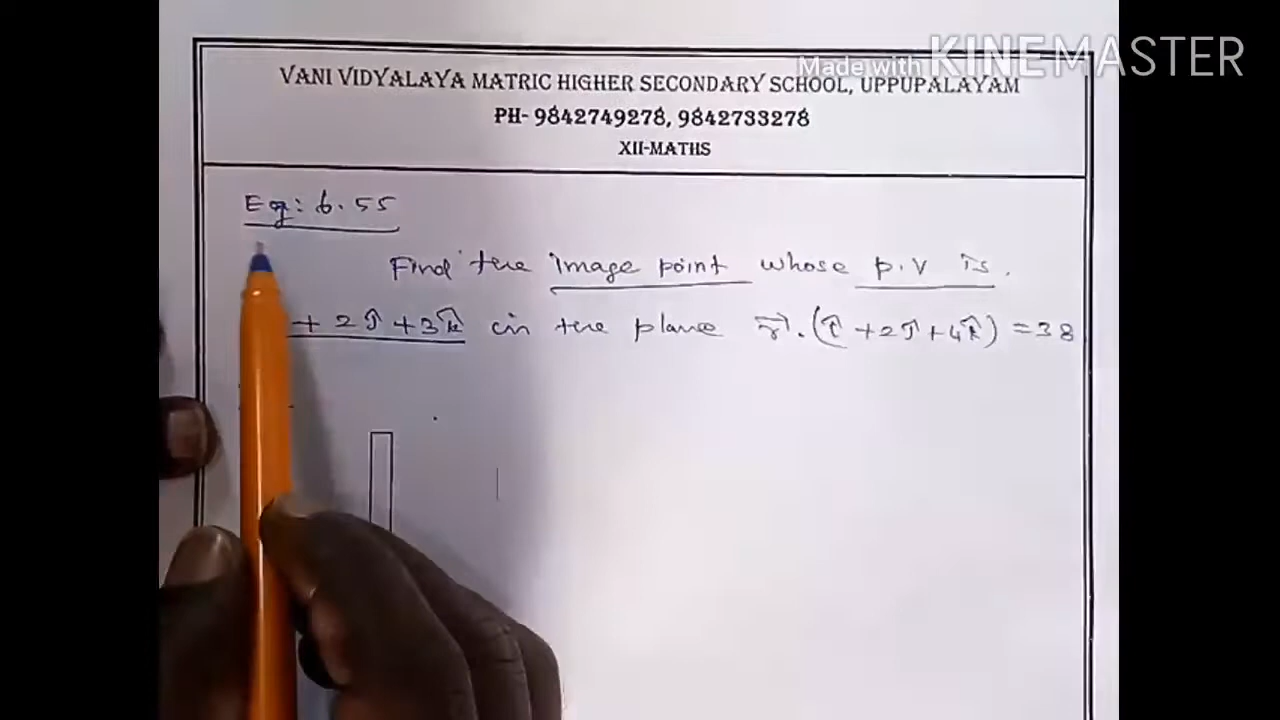 Made with KINEMASTER
VANI VIDYALAYA MATRIC HIGHER SECONDARY SCHOOL, UPPUPALAYAM
PH- 9842749278, 9842733278
XII-MATHS
Eg: 6.55
Find the Image point whose p.v is.
+ 2ĵ + 3k̂ in the plane r⃗.(î + 2ĵ + 4k̂) = 38